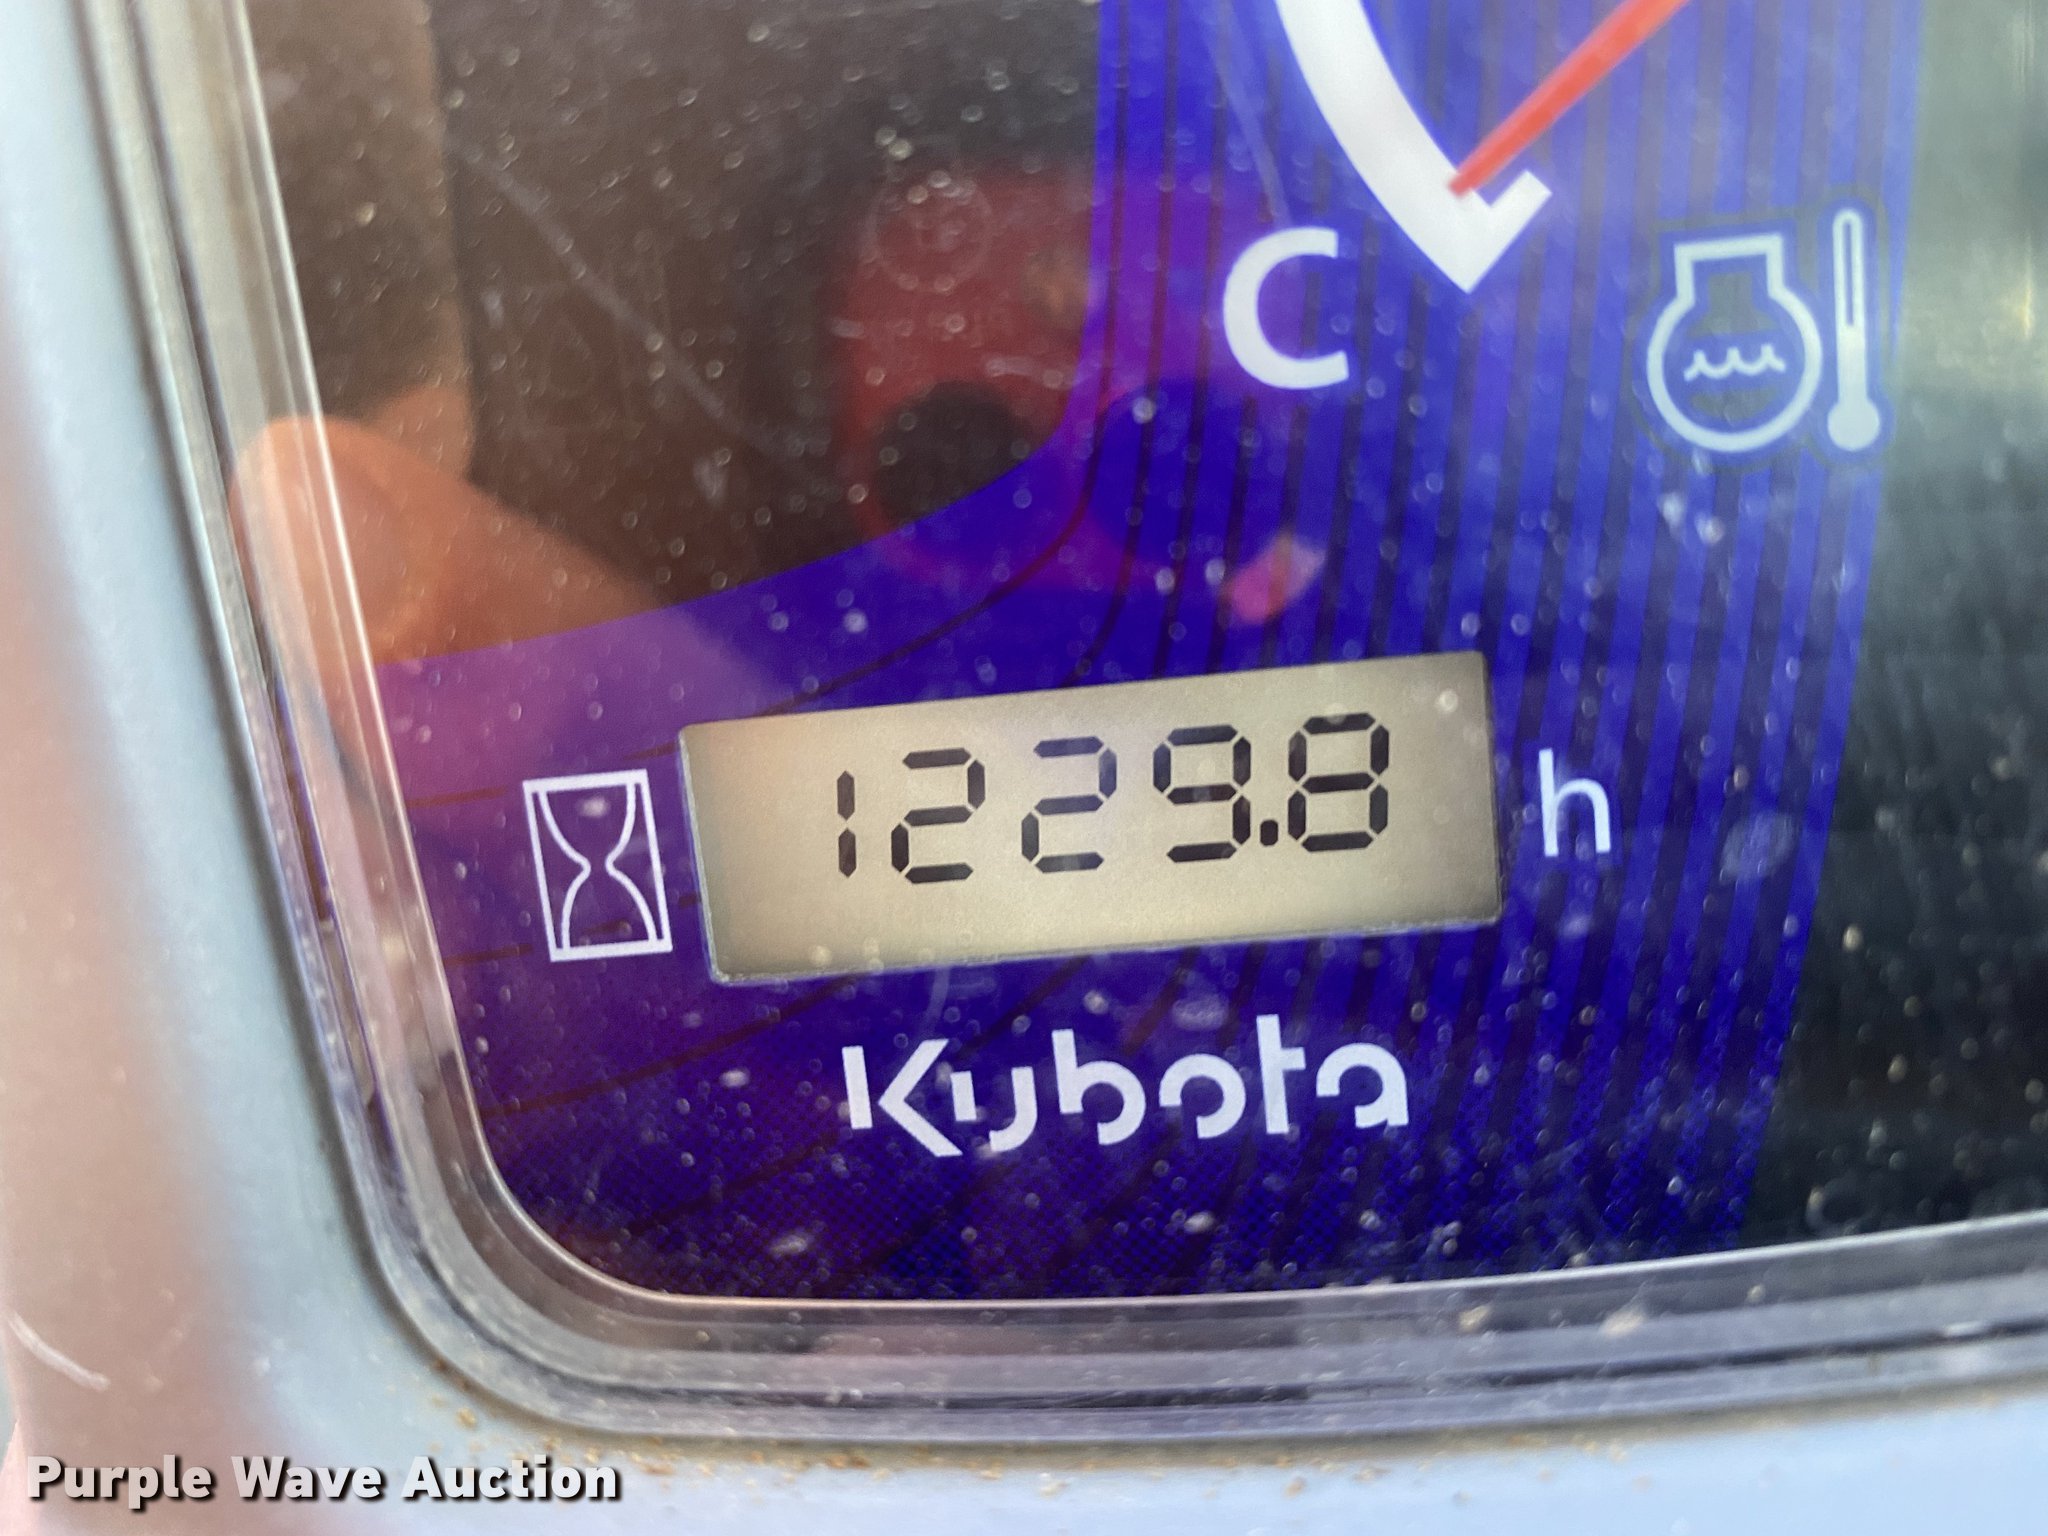 C
1229.8 h
Kubota
Purple Wave Auction